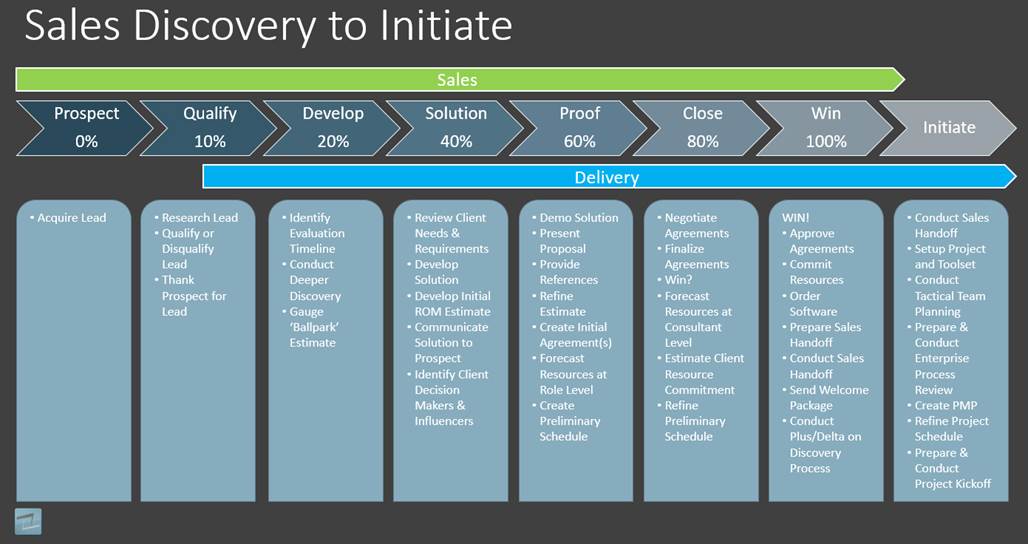 Sales Discovery to Initiate
Sales
Prospect
0%
Qualify
10%
Develop
20%
Solution
40%
Proof
60%
Close
80%
Win
100%
Initiate
Delivery
• Acquire Lead
• Research Lead
• Qualify or
Disqualify
Lead
• Thank
Prospect for
Lead
• Identify
Evaluation
Timeline
• Conduct
Deeper
Discovery
• Gauge
‘Ballpark’
Estimate
• Review Client
Needs &
Requirements
• Develop
Solution
• Develop Initial
ROM Estimate
• Communicate
Solution to
Prospect
• Identify Client
Decision
Makers &
Influencers
• Demo Solution
• Present
Proposal
• Provide
References
• Refine
Estimate
• Create Initial
Agreement(s)
• Forecast
Resources at
Role Level
• Create
Preliminary
Schedule
• Negotiate
Agreements
• Finalize
Agreements
• Win?
• Forecast
Resources at
Consultant
Level
• Estimate Client
Resource
Commitment
• Refine
Preliminary
Schedule
WIN!
• Approve
Agreements
• Commit
Resources
• Order
Software
• Prepare Sales
Handoff
• Conduct Sales
Handoff
• Send Welcome
Package
• Conduct
Plus/Delta on
Discovery
Process
• Conduct Sales
Handoff
• Setup Project
and Toolset
• Conduct
Tactical Team
Planning
• Prepare &
Conduct
Enterprise
Process
Review
• Create PMP
• Refine Project
Schedule
• Prepare &
Conduct
Project Kickoff